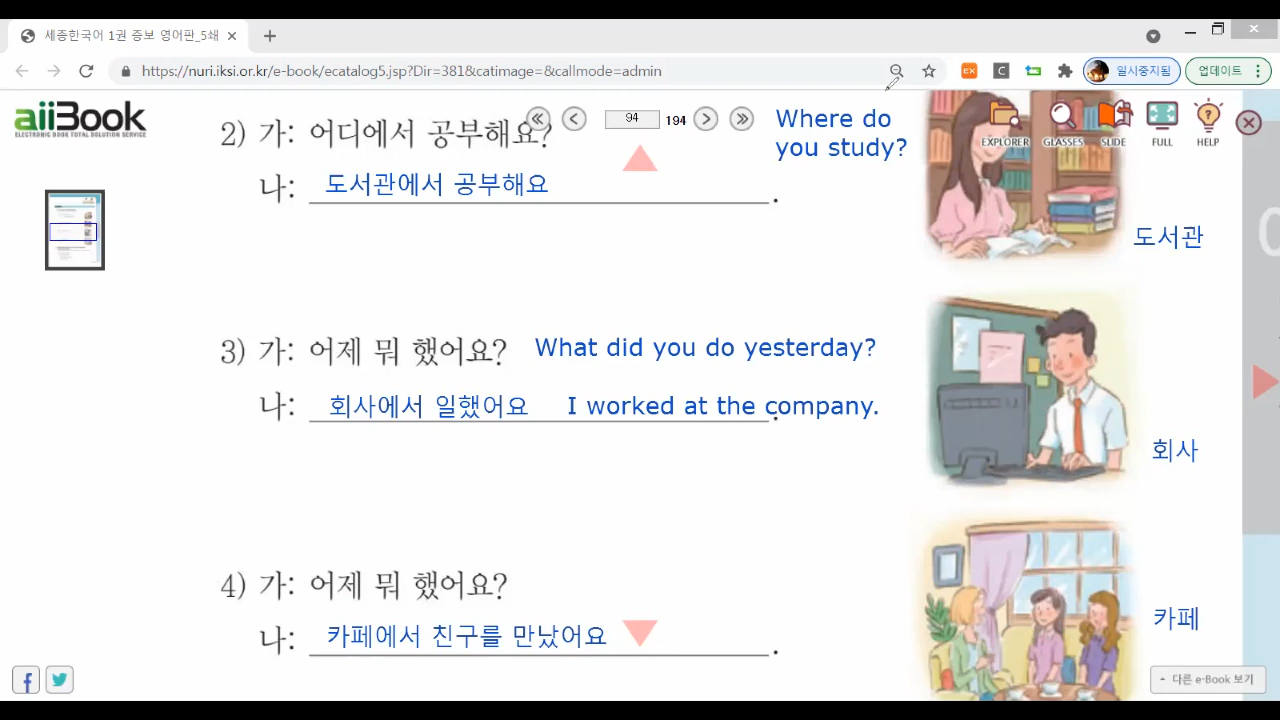 세종한국어 1권 증보 영어판_5쇄
https://nuri.iksi.or.kr/e-book/ecatalog5.jsp?Dir=381&catimage=&callmode=admin
EX
C
일시중지됨
업데이트
aiiBook
ELECTRONIC BOOK TOTAL SOLUTION SERVICE
94
194
EXPLORER
GLASSES
SLIDE
FULL
HELP
2) 가: 어디에서 공부해요?
Where do
you study?
나: 도서관에서 공부해요.
도서관
3) 가: 어제 뭐 했어요? What did you do yesterday?
나: 회사에서 일했어요 I worked at the company.
회사
4) 가: 어제 뭐 했어요?
나: 카페에서 친구를 만났어요.
카페
다른 e-Book 보기